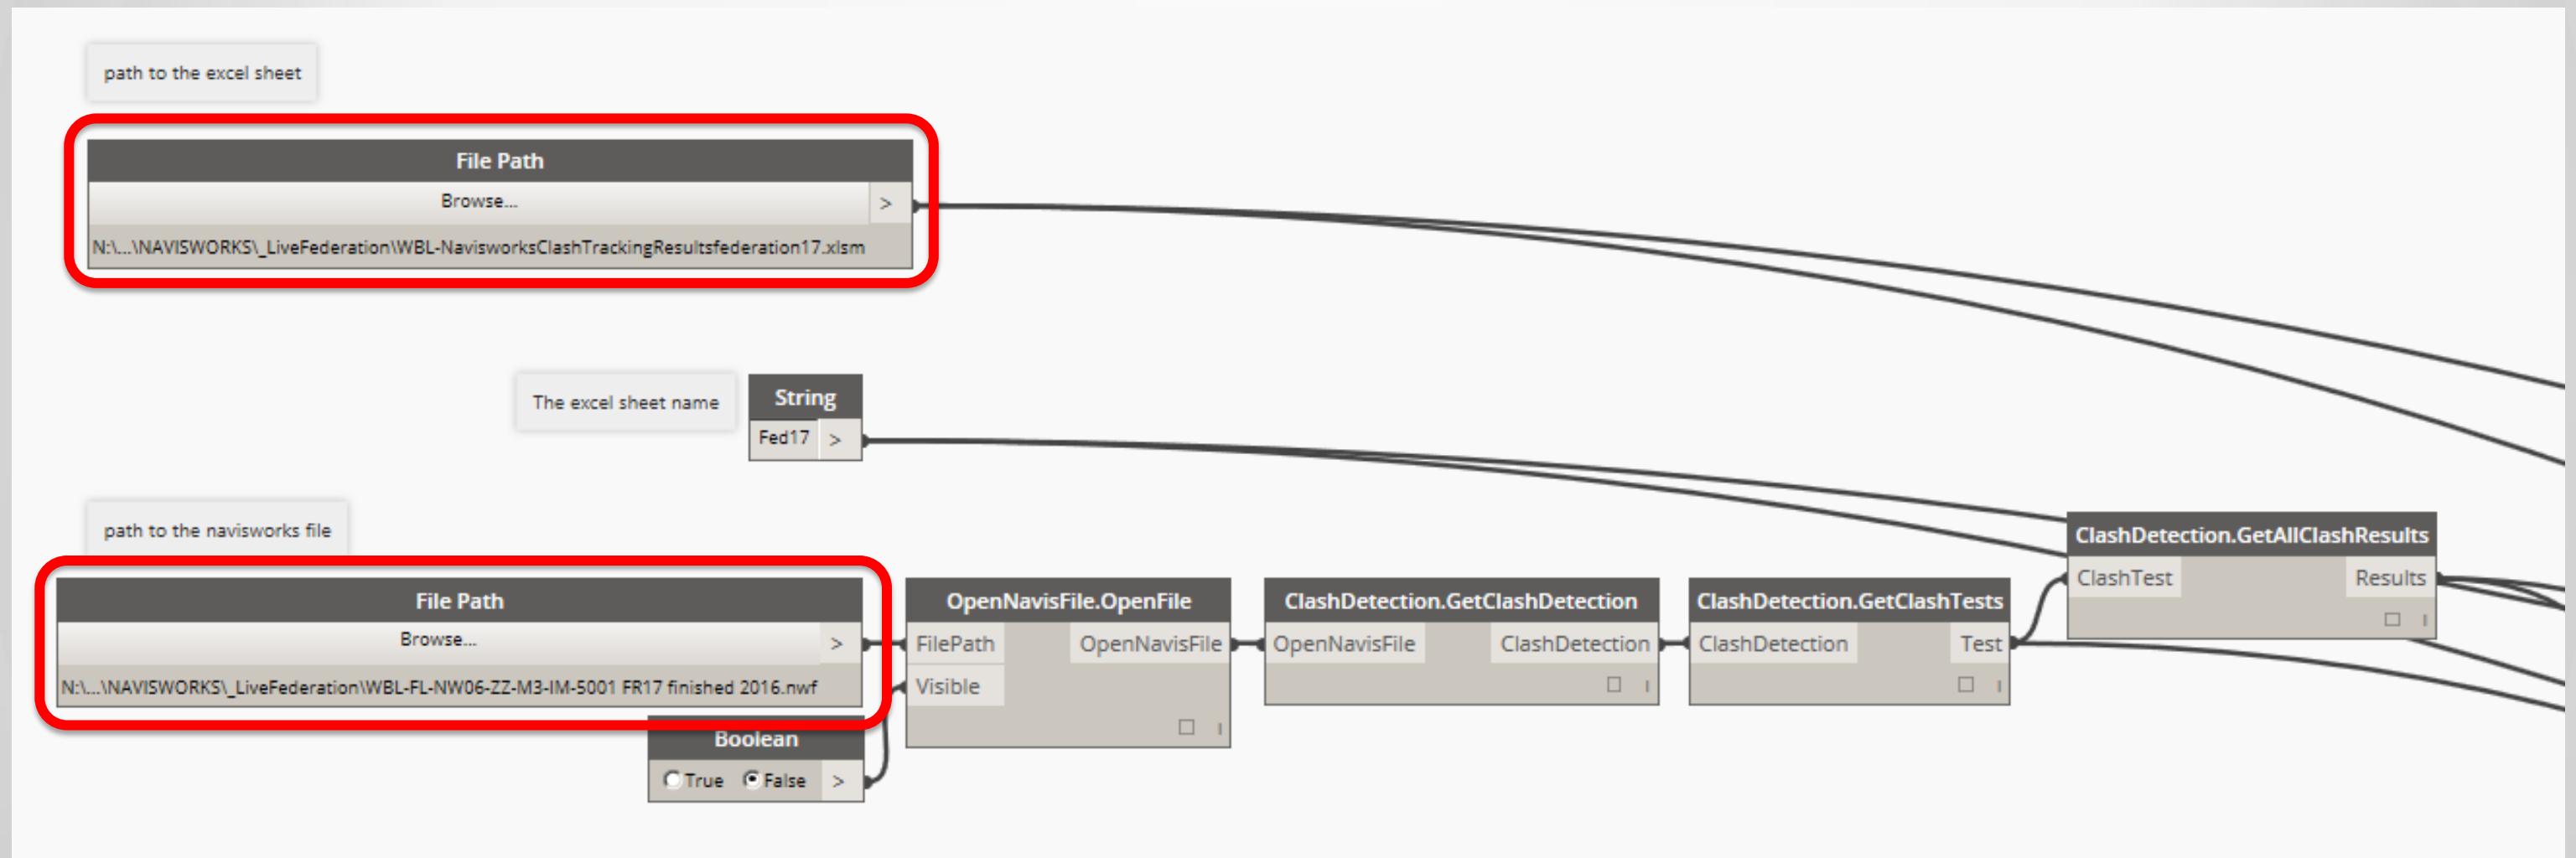 path to the excel sheet
File Path
Browse...
>
N:\...\NAVISWORKS\_LiveFederation\WBL-NavisworksClashTrackingResultsfederation17.xlsm
The excel sheet name
String
Fed17 >
path to the navisworks file
File Path
Browse...
>
N:\...\NAVISWORKS\_LiveFederation\WBL-FL-NW06-ZZ-M3-IM-5001 FR17 finished 2016.nwf
Boolean
True False >
OpenNavisFile.OpenFile
FilePath OpenNavisFile
Visible
ClashDetection.GetClashDetection
OpenNavisFile ClashDetection
ClashDetection.GetClashTests
ClashDetection Test
ClashDetection.GetAllClashResults
ClashTest Results